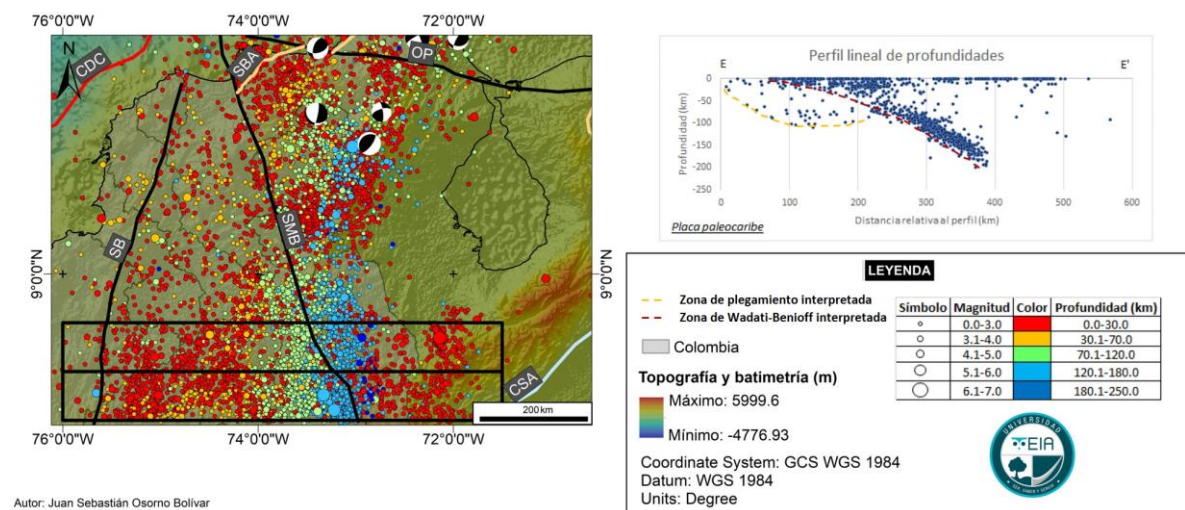 76°0'0"W 74°0'0"W 72°0'0"W
N
CDC
SBA
OP
SB
SMB
CSA
9°0'0"N 9°0'0"N
200 km
76°0'0"W 74°0'0"W 72°0'0"W
Autor: Juan Sebastián Osorno Bolívar
Perfil lineal de profundidades
E E'
Profundidad (km)
0
-50
-100
-150
-200
-250
0 100 200 300 400 500 600
Distancia relativa al perfil (km)
Placa paleocaribe
LEYENDA
Zona de plegamiento interpretada
Zona de Wadati-Benioff interpretada
Colombia
Topografía y batimetría (m)
Máximo: 5999.6
Mínimo: -4776.93
Coordinate System: GCS WGS 1984
Datum: WGS 1984
Units: Degree
Símbolo Magnitud Color Profundidad (km)
0.0-3.0 0.0-30.0
3.1-4.0 30.1-70.0
4.1-5.0 70.1-120.0
5.1-6.0 120.1-180.0
6.1-7.0 180.1-250.0
UNIVERSIDAD
EIA